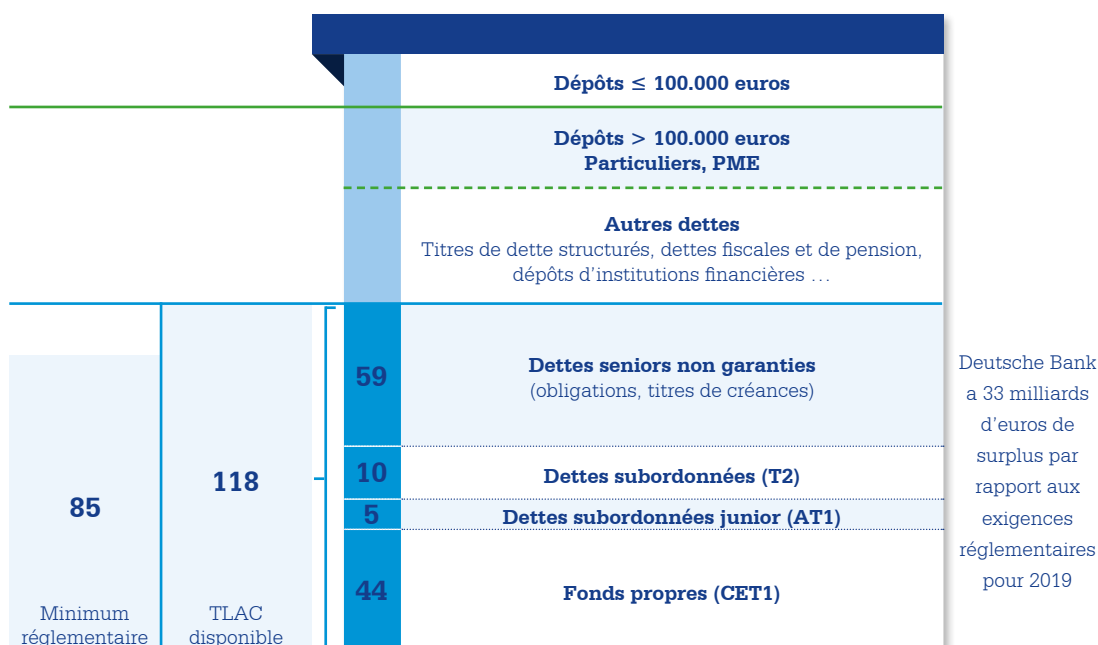 Dépôts ≤ 100.000 euros
Dépôts > 100.000 euros
Particuliers, PME
Autres dettes
Titres de dette structurés, dettes fiscales et de pension,
dépôts d’institutions financières …
59
Dettes seniors non garanties
(obligations, titres de créances)
10
Dettes subordonnées (T2)
5
Dettes subordonnées junior (AT1)
44
Fonds propres (CET1)
85
Minimum
réglementaire
118
TLAC
disponible
Deutsche Bank
a 33 milliards
d’euros de
surplus par
rapport aux
exigences
réglementaires
pour 2019